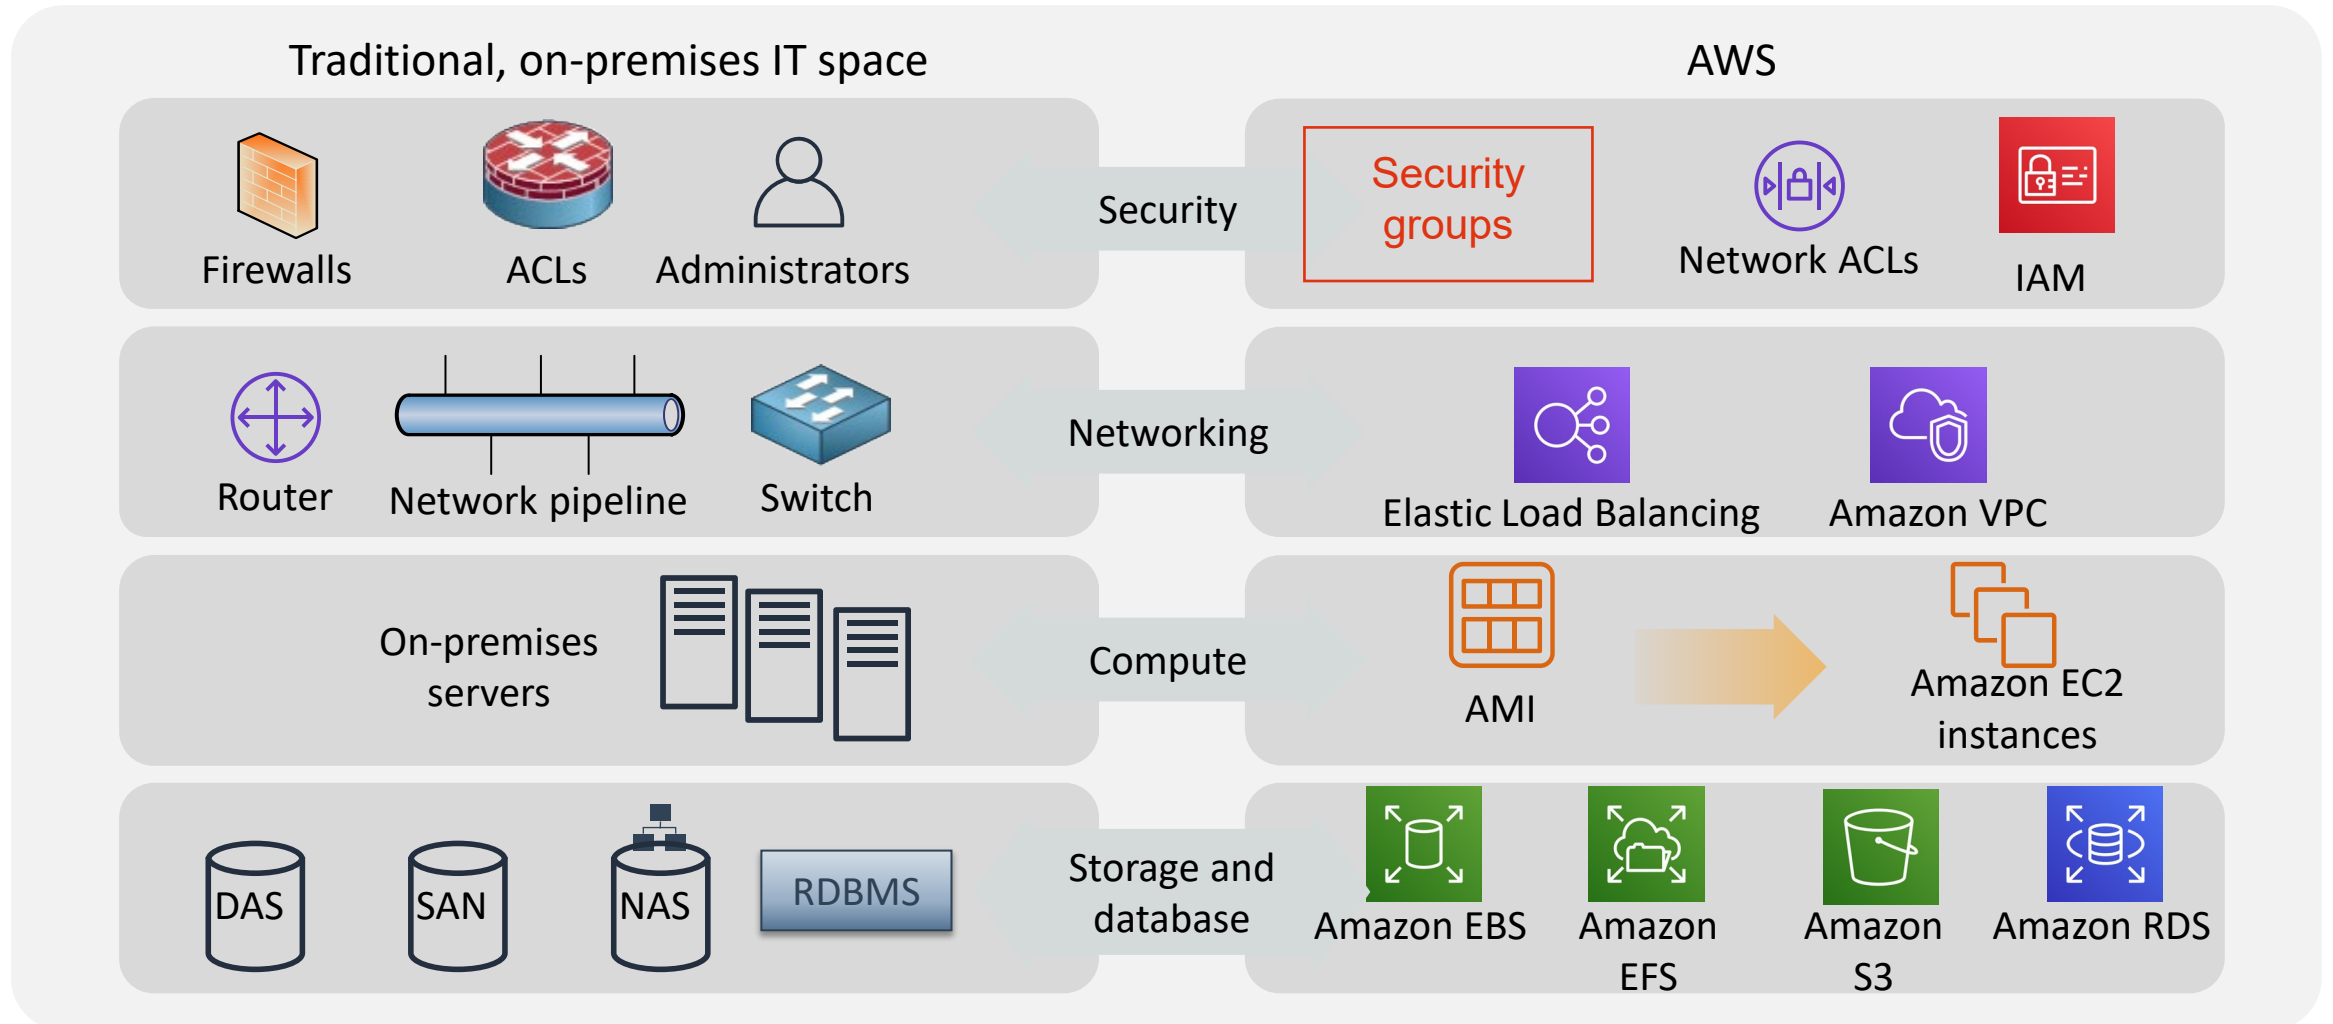 Traditional, on-premises IT space
AWS
Firewalls
ACLs
Administrators
Security
Security
groups
Network ACLs
IAM
Router
Network pipeline
Switch
Networking
Elastic Load Balancing
Amazon VPC
On-premises
servers
Compute
AMI
Amazon EC2
instances
DAS
SAN
NAS
RDBMS
Storage and
database
Amazon EBS
Amazon
EFS
Amazon
S3
Amazon RDS